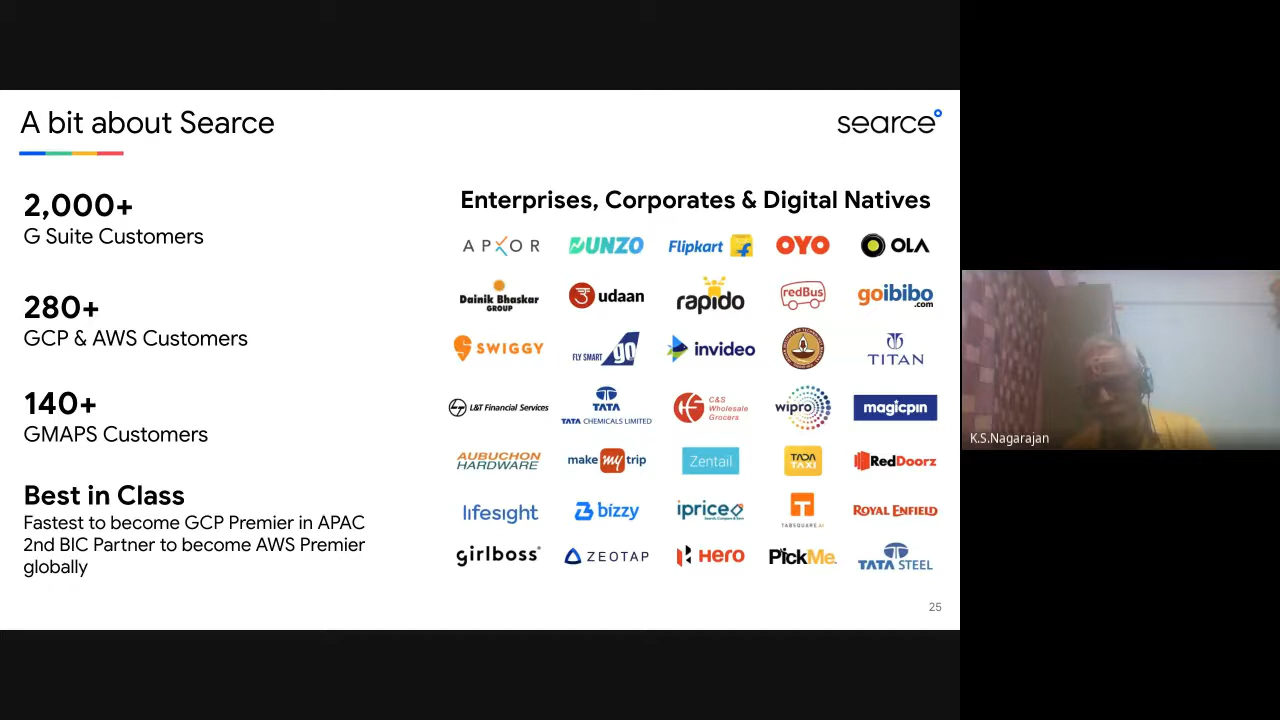 A bit about Searce
searce
2,000+
G Suite Customers
280+
GCP & AWS Customers
140+
GMAPS Customers
Best in Class
Fastest to become GCP Premier in APAC
2nd BIC Partner to become AWS Premier
globally
Enterprises, Corporates & Digital Natives
APXOR DUNZO Flipkart OYO OLA
Dainik Bhaskar GROUP udaan rapido redBus goibibo.com
SWIGGY FLY SMART go invideo TITAN
L&T Financial Services TATA TATA CHEMICALS LIMITED C&S Wholesale Grocers wipro magicpin
AUBUCHON HARDWARE make my trip Zentail TADA TAXI RedDoorz
lifesight bizzy iprice TABSQUARE.AI ROYAL ENFIELD
girlboss ZEOTAP HERO PickMe TATA STEEL
25
K.S.Nagarajan